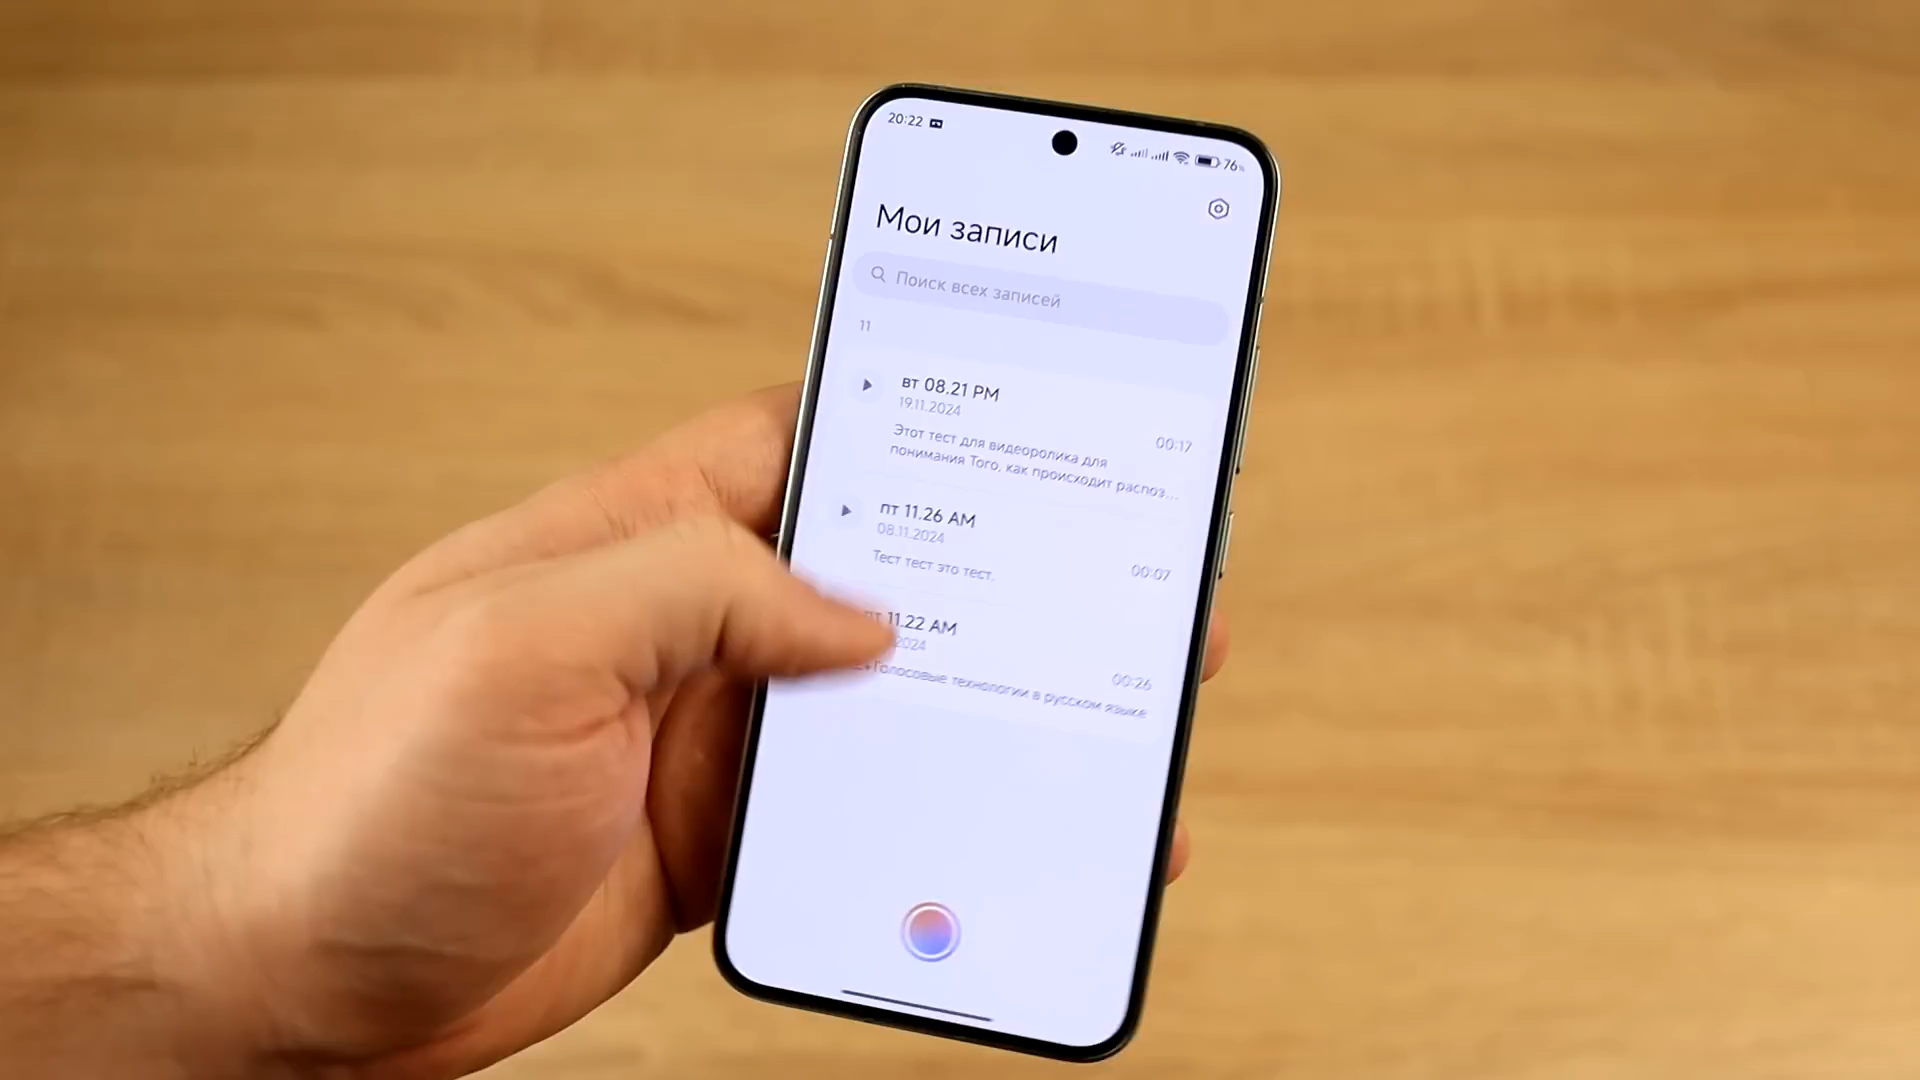 20:22
76%
Мои записи
Поиск всех записей
11
вт 08.21 PM
19.11.2024
00:17
Этот тест для видеоролика для
понимания Того, как происходит распоз...
пт 11.26 AM
08.11.2024
Тест тест это тест.
00:07
пт 11.22 AM
2024
00:26
Голосовые технологии в русском языке